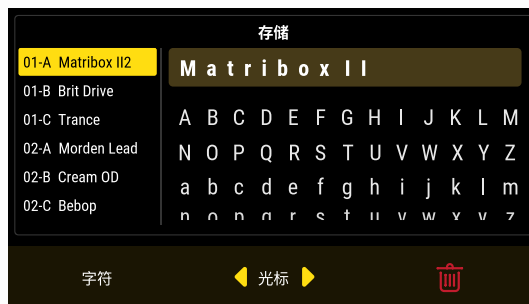 存储
01-A Matribox II2
01-B Brit Drive
01-C Trance
02-A Morden Lead
02-B Cream OD
02-C Bebop
Matribox II
A B C D E F G H I J K L M
N O P Q R S T U V W X Y Z
a b c d e f g h i j k l m
n o p q r s t u v w x y z
字符
光标